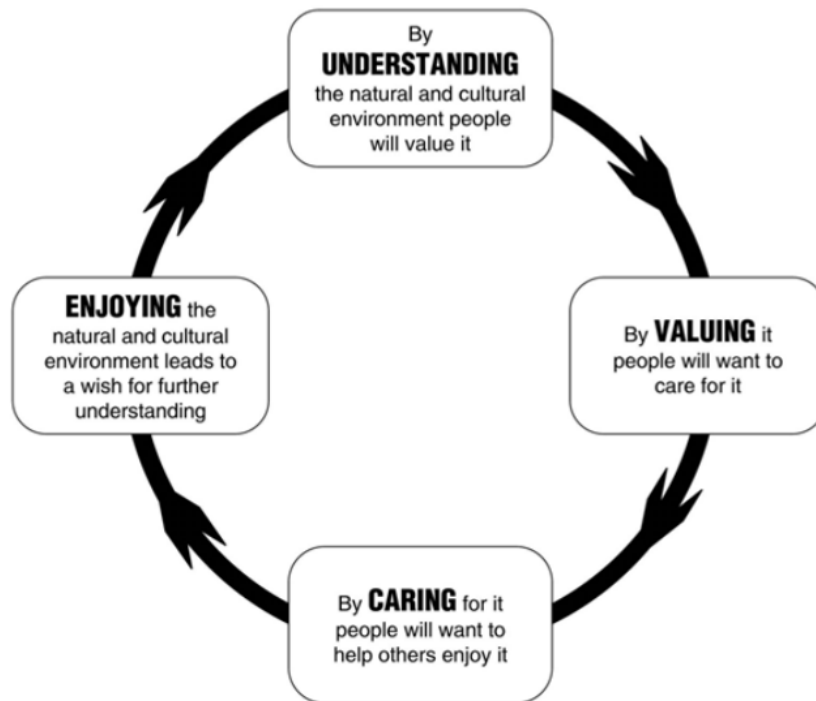 By
UNDERSTANDING
the natural and cultural
environment people
will value it
By VALUING it
people will want to
care for it
By CARING for it
people will want to
help others enjoy it
ENJOYING the
natural and cultural
environment leads to
a wish for further
understanding